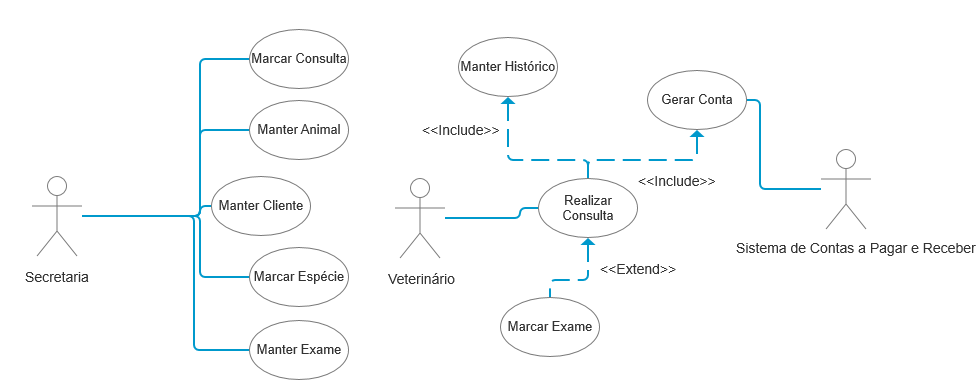 Marcar Consulta
Manter Animal
Manter Cliente
Marcar Espécie
Manter Exame
Secretaria
Manter Histórico
Gerar Conta
<<Include>>
<<Include>>
Realizar
Consulta
Veterinário
<<Extend>>
Marcar Exame
Sistema de Contas a Pagar e Receber